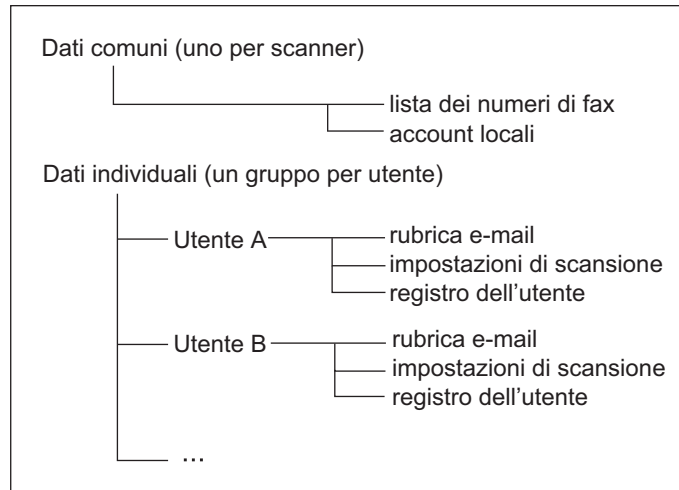 Dati comuni (uno per scanner)
lista dei numeri di fax
account locali
Dati individuali (un gruppo per utente)
Utente A
rubrica e-mail
impostazioni di scansione
registro dell'utente
Utente B
rubrica e-mail
impostazioni di scansione
registro dell'utente
...